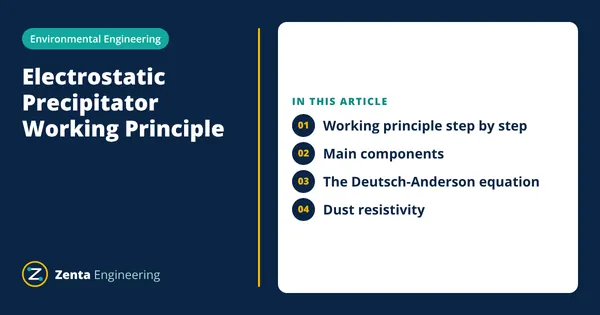 Environmental Engineering
Electrostatic
Precipitator
Working Principle
Zenta Engineering
IN THIS ARTICLE
01 Working principle step by step
02 Main components
03 The Deutsch-Anderson equation
04 Dust resistivity